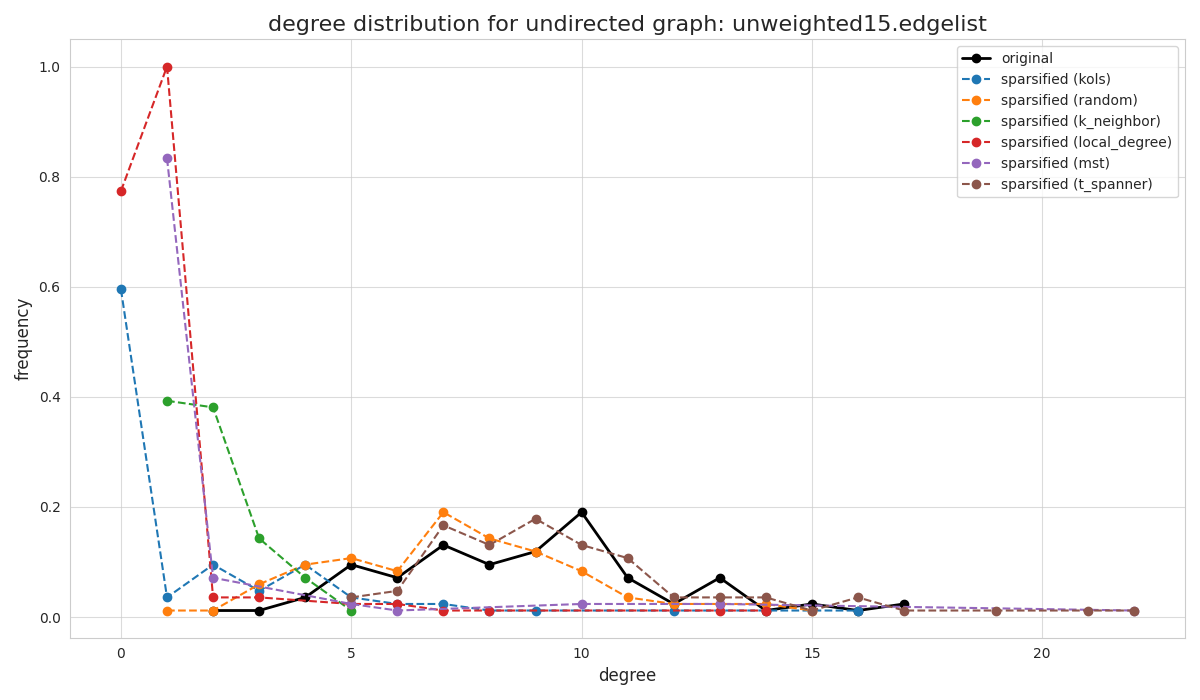 degree distribution for undirected graph: unweighted15.edgelist
original
sparsified (kols)
sparsified (random)
sparsified (k_neighbor)
sparsified (local_degree)
sparsified (mst)
sparsified (t_spanner)
frequency
1.0
0.8
0.6
0.4
0.2
0.0
0 5 10 15 20
degree